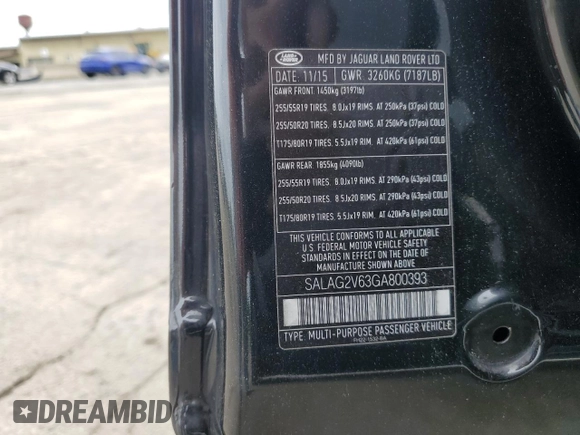 LAND ROVER
MFD BY JAGUAR LAND ROVER LTD
DATE 11/15 GWR 3260KG (7187LB)
GAWR FRONT 1450kg (3197lb)
255/55R19 TIRES. 8.0Jx19 RIMS. AT 250kPa (37psi) COLD
255/50R20 TIRES. 8.5Jx20 RIMS. AT 250kPa (37psi) COLD
T175/80R19 TIRES. 5.5Jx19 RIM. AT 420kPa (61psi) COLD
GAWR REAR 1855kg (4090lb)
255/55R19 TIRES. 8.0Jx19 RIMS. AT 290kPa (43psi) COLD
255/50R20 TIRES. 8.5Jx20 RIMS. AT 290kPa (43psi) COLD
T175/80R19 TIRES. 5.5Jx19 RIM. AT 420kPa (61psi) COLD
THIS VEHICLE CONFORMS TO ALL APPLICABLE
U.S. FEDERAL MOTOR VEHICLE SAFETY
STANDARDS IN EFFECT ON THE DATE OF
MANUFACTURE SHOWN ABOVE.
SALAG2V63GA800393
TYPE: MULTI-PURPOSE PASSENGER VEHICLE
DREAMBID